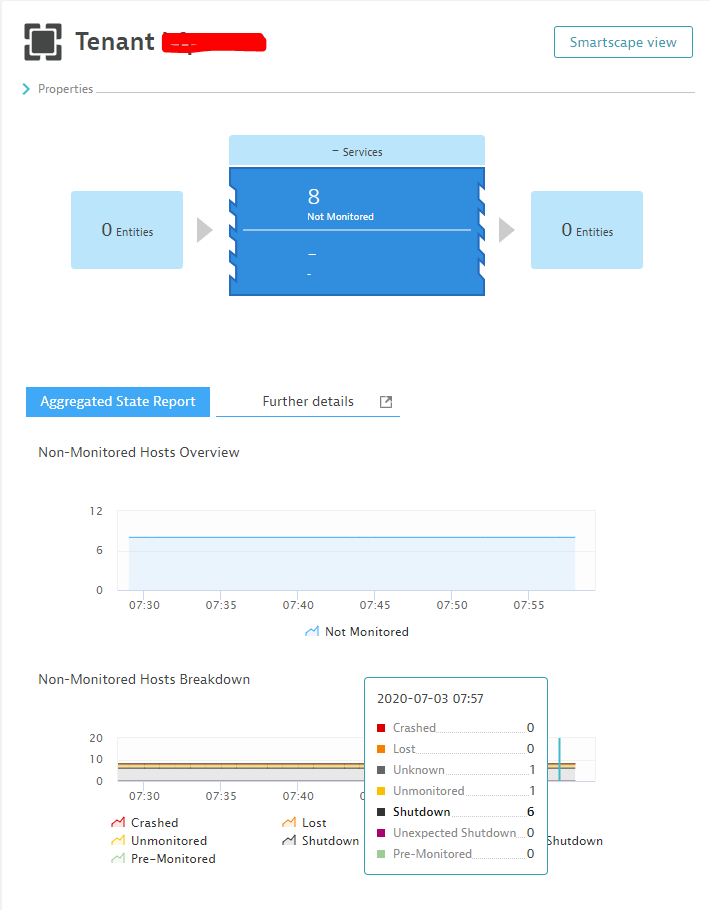 Tenant
Smartscape view
Properties
– Services
0 Entities
8
Not Monitored
–
-
0 Entities
Aggregated State Report
Further details
Non-Monitored Hosts Overview
12
6
0
07:30 07:35 07:40 07:45 07:50 07:55
Not Monitored
Non-Monitored Hosts Breakdown
20
10
0
07:30 07:35 07:40
2020-07-03 07:57
Crashed 0
Lost 0
Unknown 1
Unmonitored 1
Shutdown 6
Unexpected Shutdown 0
Pre-Monitored 0
Crashed Lost
Unmonitored Shutdown Shutdown
Pre-Monitored